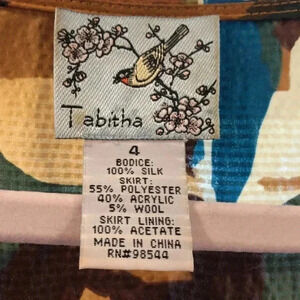 Tabitha
4
BODICE:
100% SILK
SKIRT:
55% POLYESTER
40% ACRYLIC
5% WOOL
SKIRT LINING:
100% ACETATE
MADE IN CHINA
RN#98544